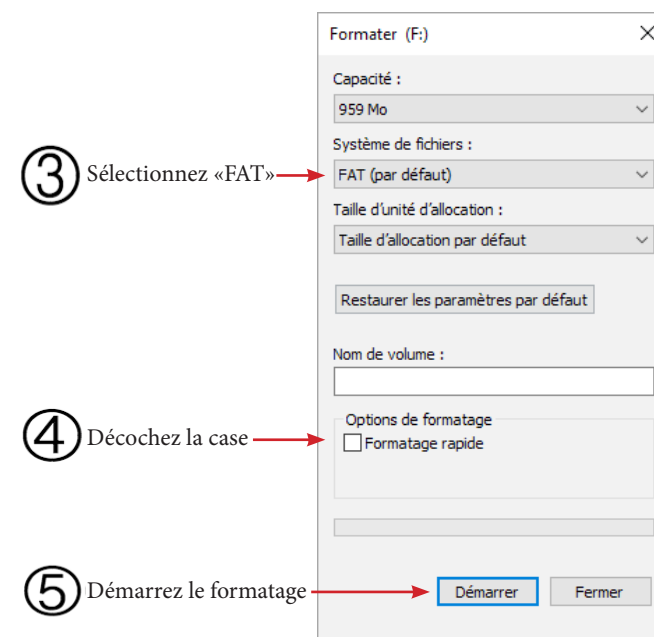 Formater (F:)
Capacité :
959 Mo
Système de fichiers :
③ Sélectionnez «FAT»
FAT (par défaut)
Taille d'unité d'allocation :
Taille d'allocation par défaut
Restaurer les paramètres par défaut
Nom de volume :
Options de formatage
④ Décochez la case
Formatage rapide
⑤ Démarrez le formatage
Démarrer Fermer